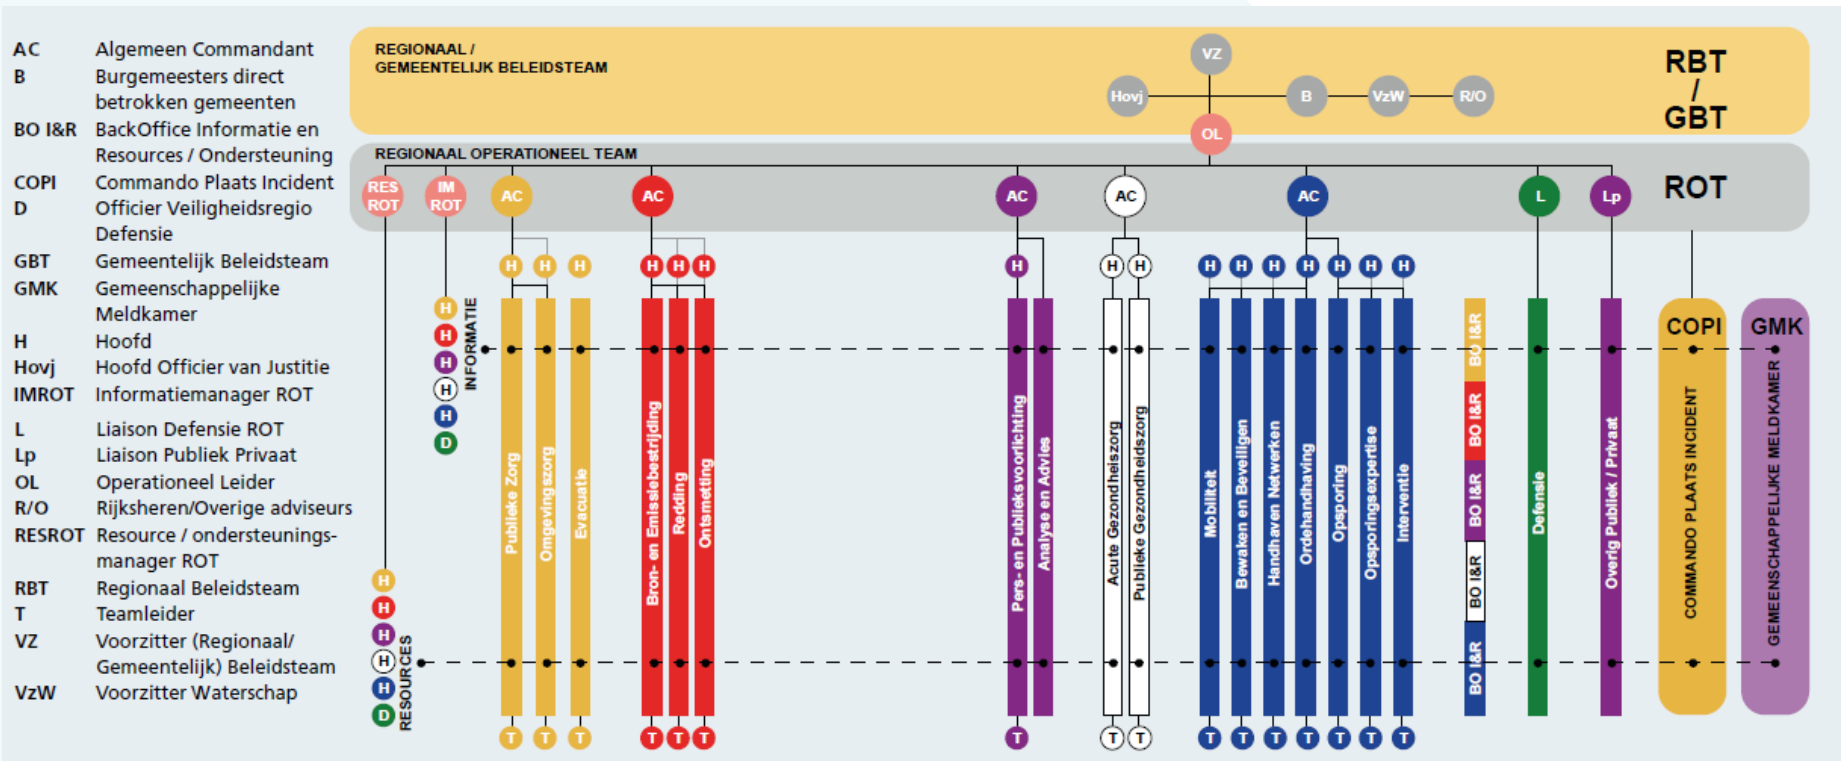 AC Algemeen Commandant
B Burgemeesters direct
betrokken gemeenten
BO I&R BackOffice Informatie en
Resources / Ondersteuning
COPI Commando Plaats Incident
D Officier Veiligheidsregio
Defensie
GBT Gemeentelijk Beleidsteam
GMK Gemeenschappelijke
Meldkamer
H Hoofd
Hovj Hoofd Officier van Justitie
IMROT Informatiemanager ROT
L Liaison Defensie ROT
Lp Liaison Publiek Privaat
OL Operationeel Leider
R/O Rijksheren/Overige adviseurs
RESROT Resource / ondersteunings-
manager ROT
RBT Regionaal Beleidsteam
T Teamleider
VZ Voorzitter (Regionaal/
Gemeentelijk) Beleidsteam
VzW Voorzitter Waterschap
REGIONAAL /
GEMEENTELIJK BELEIDSTEAM
VZ
Hovj B VzW R/O
OL
RBT
/
GBT
REGIONAAL OPERATIONEEL TEAM
RES
ROT
IM
ROT
AC AC AC AC AC L Lp
ROT
H H H H H H H H H H H H H H H H
H
H
H
H
H
D
INFORMATIE
H
H
H
H
H
D
RESOURCES
Publieke Zorg
Omgevingszorg
Evacuatie
Bron- en Emissiebestrijding
Redding
Ontsmetting
Pers- en Publieksvoorlichting
Analyse en Advies
Acute Gezondheiszorg
Publieke Gezondheidszorg
Mobiliteit
Bewaken en Beveiligen
Handhaven Netwerken
Ordehandhaving
Opsporing
Opsporingsexpertise
Interventie
BO I&R
BO I&R
BO I&R
BO I&R
BO I&R
Defensie
Overig Publiek / Privaat
COPI
COMMANDO PLAATS INCIDENT
GMK
GEMEENSCHAPPELIJKE MELDKAMER
T T T T T T T T T T T T T T T T